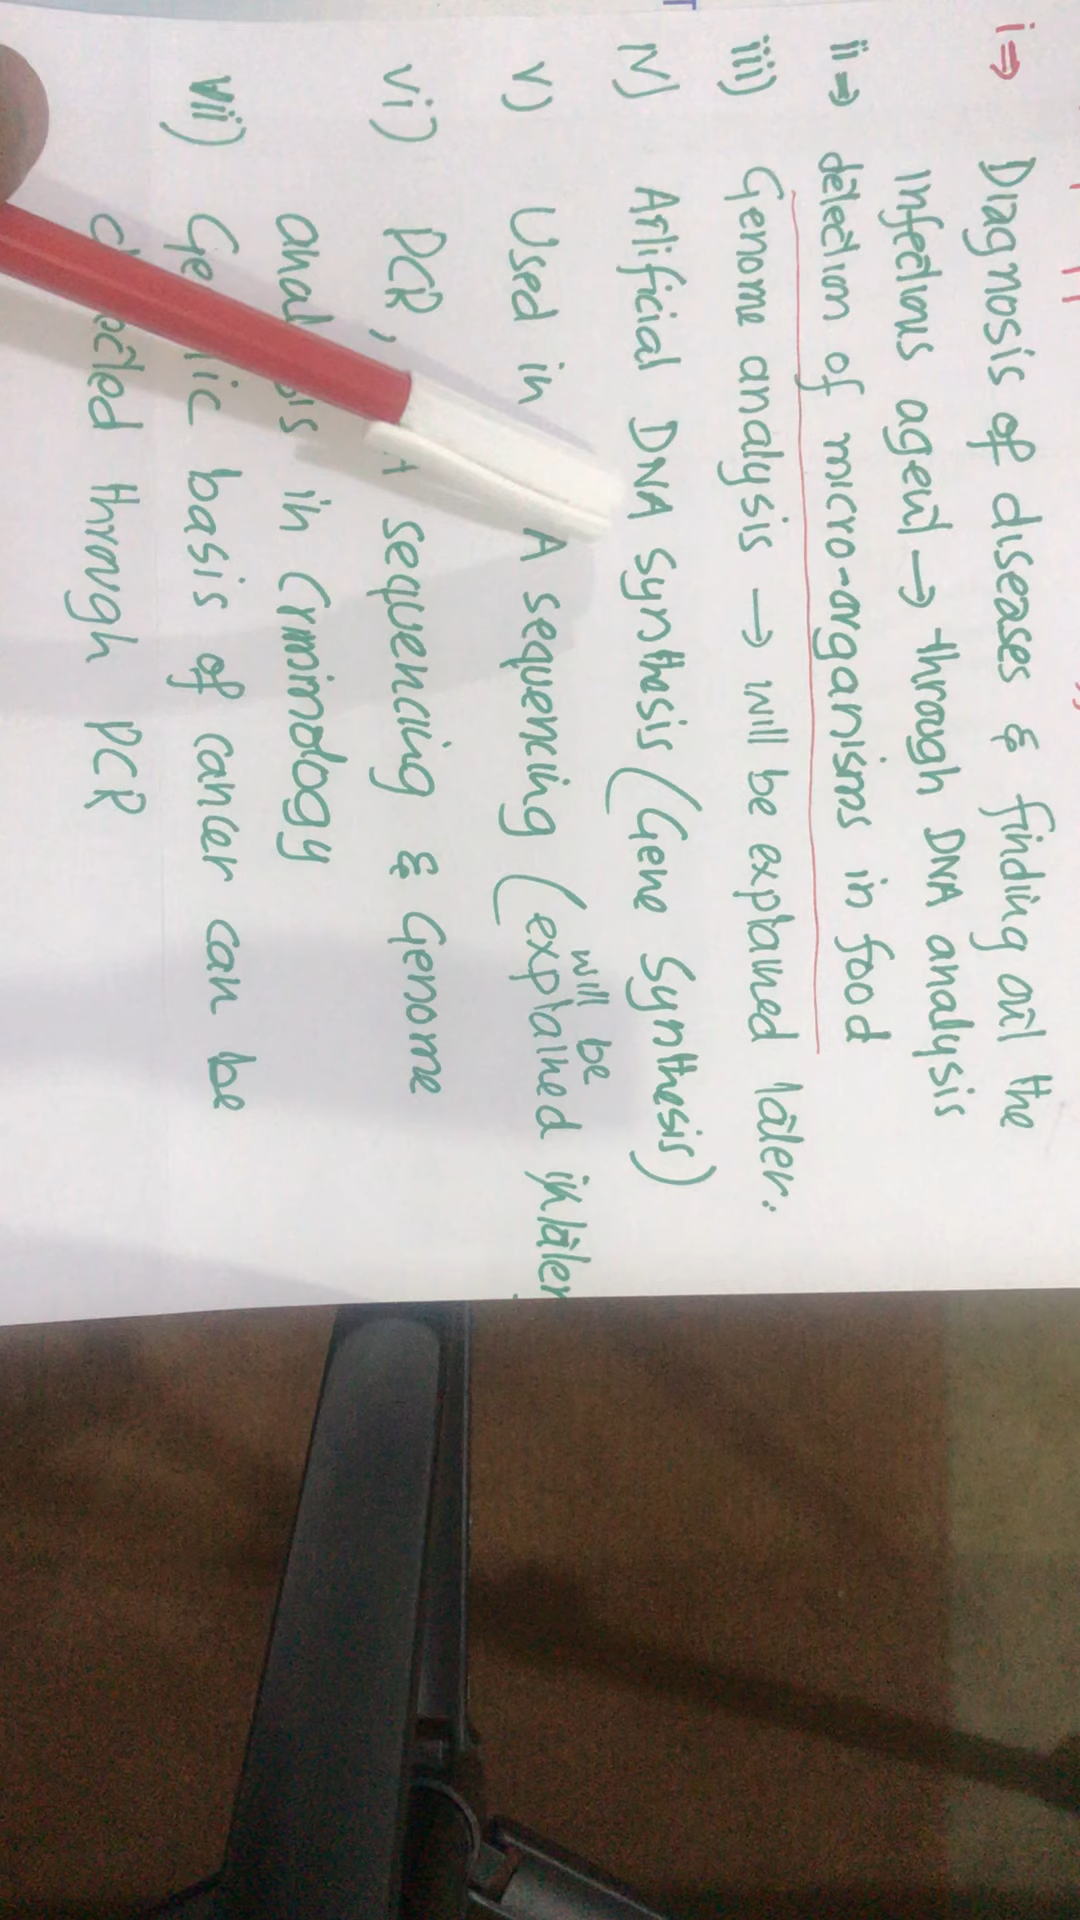 i⇒ Diagnosis of diseases & finding out the
infectious agent → through DNA analysis
ii⇒ detection of micro-organisms in food
iii) Genome analysis → will be explained later.
IV) Artificial DNA synthesis (Gene Synthesis)
V) Used in A sequencing (explained in later
will be
vi) PCR, A sequencing & Genome
in Crminology
vii) basis of cancer can be
through PCR